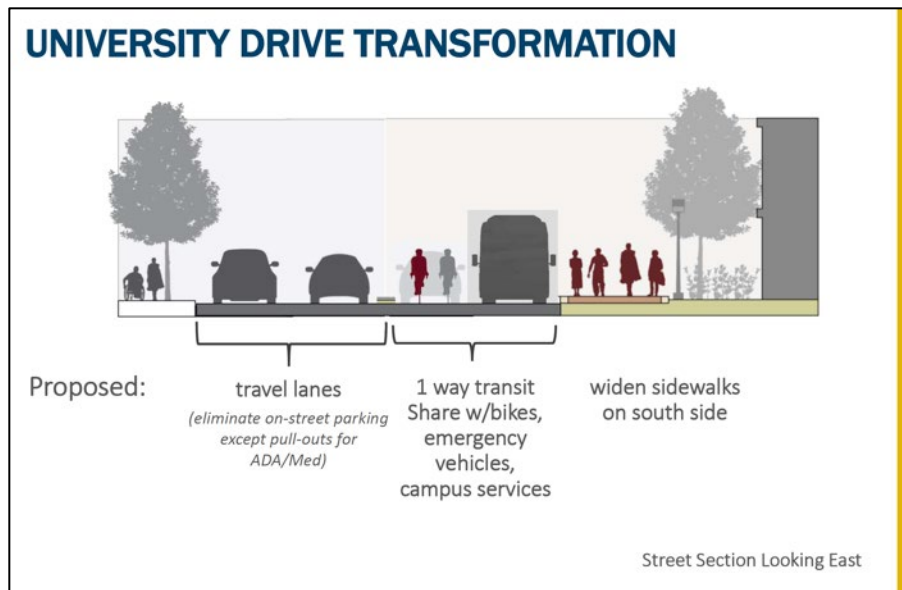 UNIVERSITY DRIVE TRANSFORMATION
Proposed:
travel lanes
(eliminate on-street parking
except pull-outs for
ADA/Med)
1 way transit
Share w/bikes,
emergency
vehicles,
campus services
widen sidewalks
on south side
Street Section Looking East